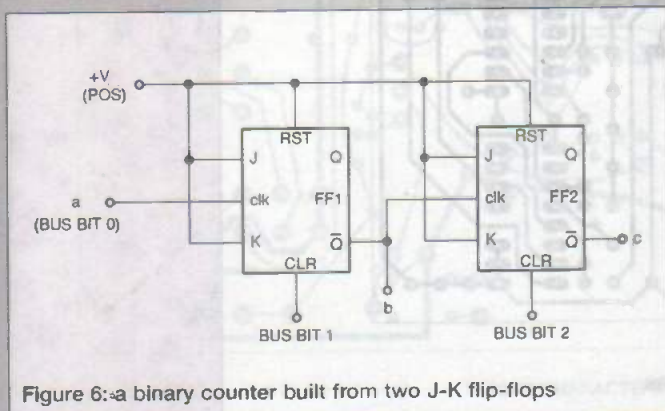 +V
(POS)
RST
RST
J
Q
J
Q
a
clk
FF1
clk
FF2
(BUS BIT 0)
K
Q̅
K
Q̅
c
CLR
CLR
b
BUS BIT 1
BUS BIT 2
Figure 6: a binary counter built from two J-K flip-flops